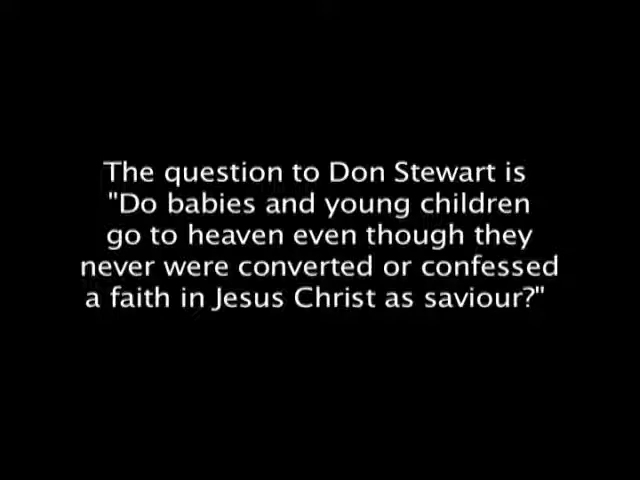 The question to Don Stewart is
"Do babies and young children
go to heaven even though they
never were converted or confessed
a faith in Jesus Christ as saviour?"